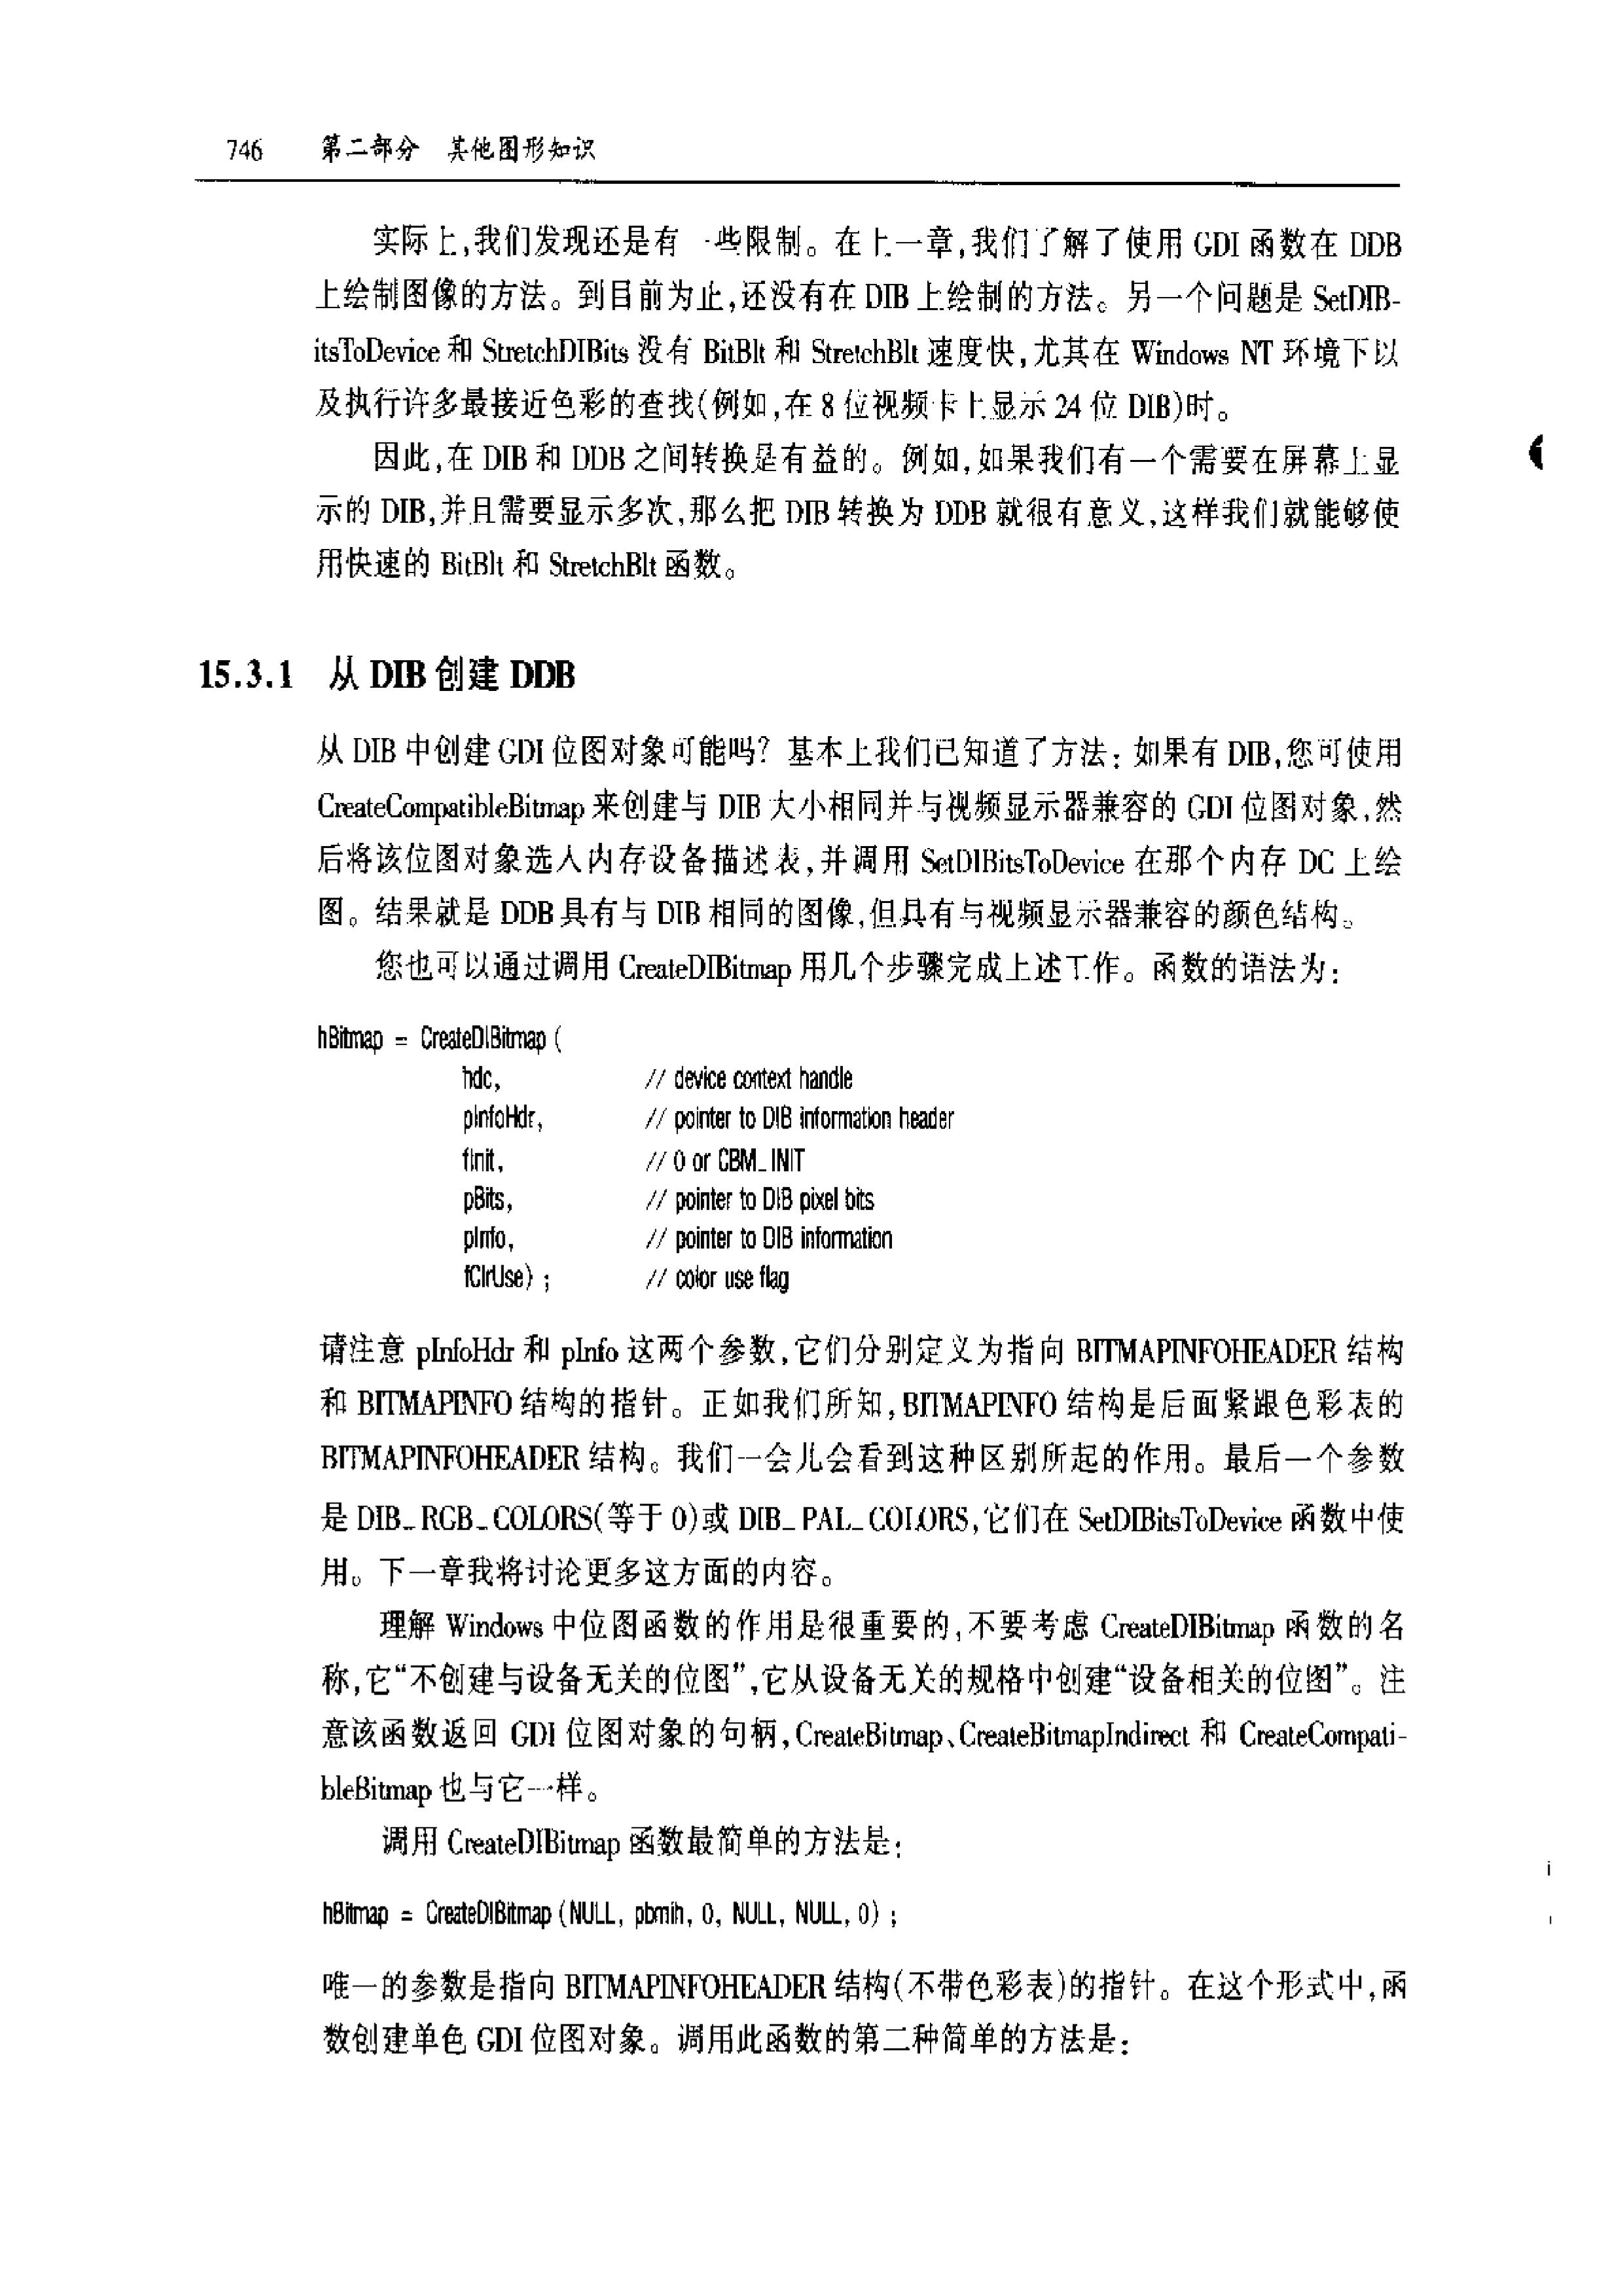 746 第二部分 其他图形知识
实际上,我们发现还是有一些限制。在上一章,我们了解了使用 GDI 函数在 DDB
上绘制图像的方法。到目前为止,还没有在 DIB 上绘制的方法。另一个问题是 SetDIB-
itsToDevice 和 StretchDIBits 没有 BitBlt 和 StretchBlt 速度快,尤其在 Windows NT 环境下以
及执行许多最接近色彩的查找(例如,在 8 位视频卡上显示 24 位 DIB)时。
因此,在 DIB 和 DDB 之间转换是有益的。例如,如果我们有一个需要在屏幕上显
示的 DIB,并且需要显示多次,那么把 DIB 转换为 DDB 就很有意义,这样我们就能够使
用快速的 BitBlt 和 StretchBlt 函数。
15.3.1 从 DIB 创建 DDB
从 DIB 中创建 GDI 位图对象可能吗? 基本上我们已知道了方法: 如果有 DIB,您可使用
CreateCompatibleBitmap 来创建与 DIB 大小相同并与视频显示器兼容的 GDI 位图对象,然
后将该位图对象选入内存设备描述表,并调用 SetDIBitsToDevice 在那个内存 DC 上绘
图。结果就是 DDB 具有与 DIB 相同的图像,但具有与视频显示器兼容的颜色结构。
您也可以通过调用 CreateDIBitmap 用几个步骤完成上述工作。函数的语法为:
hBitmap = CreateDIBitmap (
hdc, // device context handle
pInfoHdr, // pointer to DIB information header
fInit, // 0 or CBM_INIT
pBits, // pointer to DIB pixel bits
pInfo, // pointer to DIB information
fClrUse) ; // color use flag
请注意 pInfoHdr 和 pInfo 这两个参数,它们分别定义为指向 BITMAPINFOHEADER 结构
和 BITMAPINFO 结构的指针。正如我们所知,BITMAPINFO 结构是后面紧跟色彩表的
BITMAPINFOHEADER 结构。我们一会儿会看到这种区别所起的作用。最后一个参数
是 DIB_RGB_COLORS(等于 0)或 DIB_PAL_COLORS,它们在 SetDIBitsToDevice 函数中使
用。下一章我将讨论更多这方面的内容。
理解 Windows 中位图函数的作用是很重要的,不要考虑 CreateDIBitmap 函数的名
称,它“不创建与设备无关的位图”,它从设备无关的规格中创建“设备相关的位图”。注
意该函数返回 GDI 位图对象的句柄,CreateBitmap、CreateBitmapIndirect 和 CreateCompati-
bleBitmap 也与它一样。
调用 CreateDIBitmap 函数最简单的方法是:
hBitmap = CreateDIBitmap (NULL, pbmih, 0, NULL, NULL, 0) ;
唯一的参数是指向 BITMAPINFOHEADER 结构(不带色彩表)的指针。在这个形式中,函
数创建单色 GDI 位图对象。调用此函数的第二种简单的方法是: